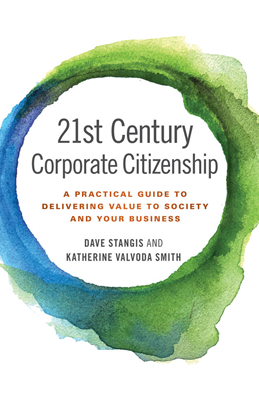 21st Century
Corporate Citizenship
A PRACTICAL GUIDE TO
DELIVERING VALUE TO SOCIETY
AND YOUR BUSINESS
DAVE STANGIS AND
KATHERINE VALVODA SMITH